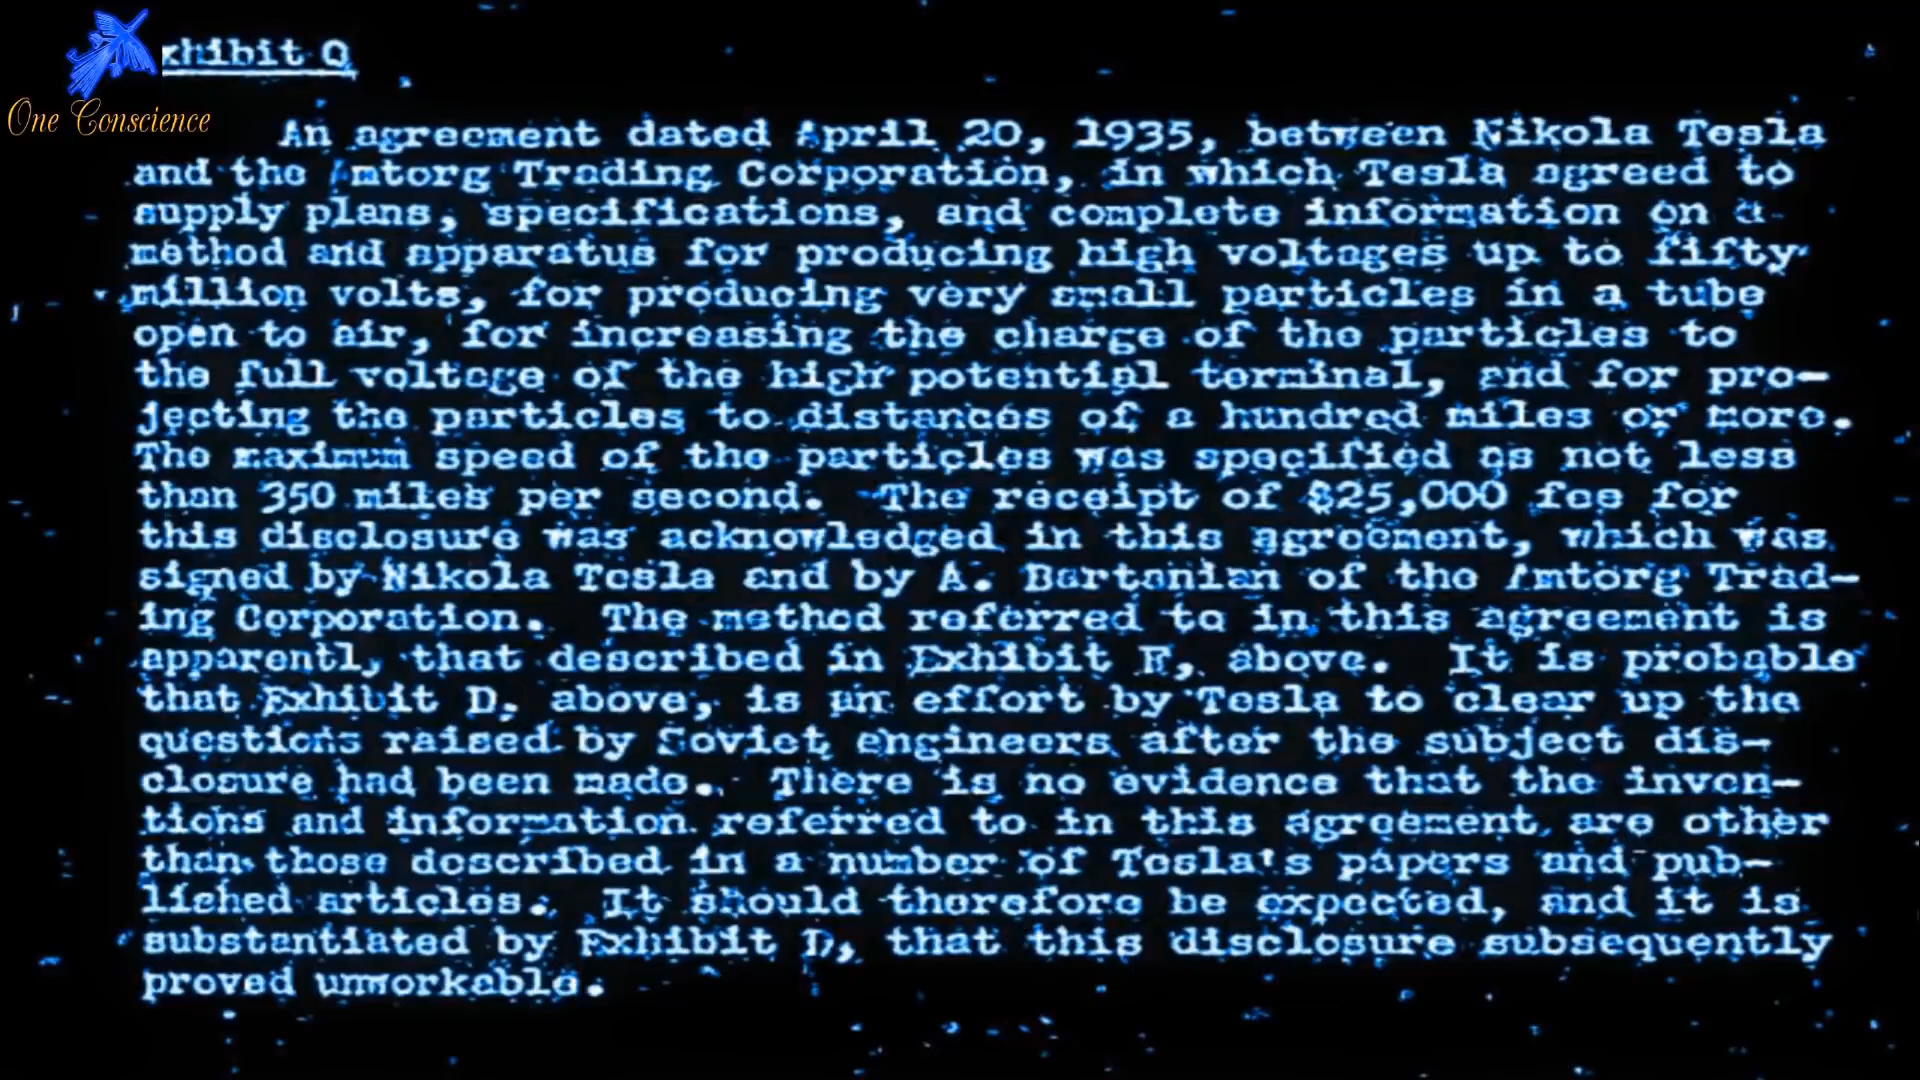 xhibit Q
One Conscience
An agreement dated April 20, 1935, between Nikola Tesla
and the Amtorg Trading Corporation, in which Tesla agreed to
supply plans, specifications, and complete information on a
method and apparatus for producing high voltages up to fifty
million volts, for producing very small particles in a tube
open to air, for increasing the charge of the particles to
the full voltage of the high potential terminal, and for pro-
jecting the particles to distances of a hundred miles or more.
The maximum speed of the particles was specified as not less
than 350 miles per second. The receipt of $25,000 fee for
this disclosure was acknowledged in this agreement, which was
signed by Nikola Tesla and by A. Bartanian of the Amtorg Trad-
ing Corporation. The method referred to in this agreement is
apparently that described in Exhibit F, above. It is probable
that Exhibit D, above, is an effort by Tesla to clear up the
questions raised by Soviet engineers after the subject dis-
closure had been made. There is no evidence that the inven-
tions and information referred to in this agreement are other
than those described in a number of Tesla's papers and pub-
lished articles. It should therefore be expected, and it is
substantiated by Exhibit D, that this disclosure subsequently
proved unworkable.